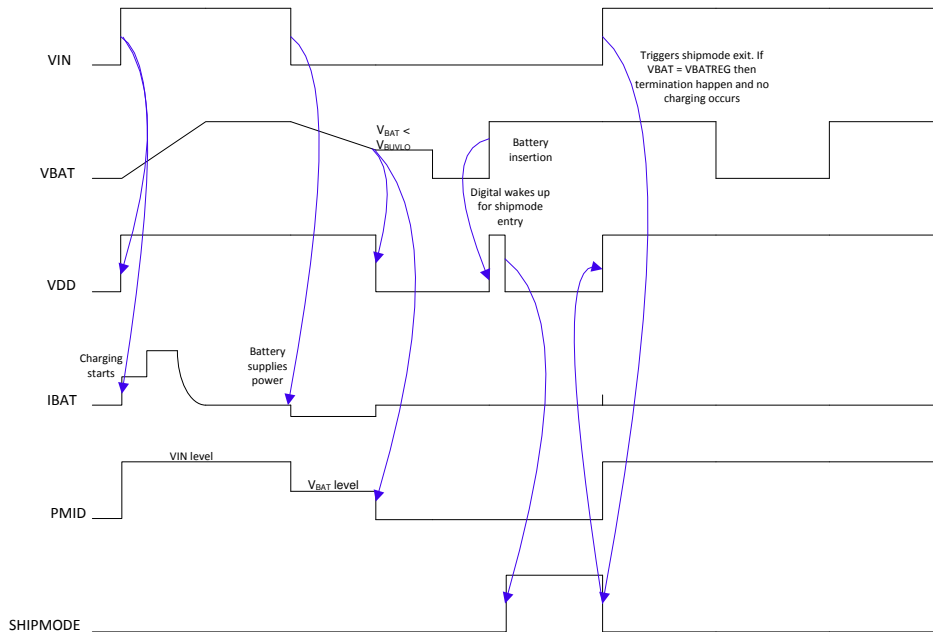 VIN
Triggers shipmode exit. If
VBAT = VBATREG then
termination happen and no
charging occurs
VBAT
VBAT <
VBUVLO
Battery
insertion
Digital wakes up
for shipmode
entry
VDD
Charging
starts
Battery
supplies
power
IBAT
VIN level
VBAT level
PMID
SHIPMODE